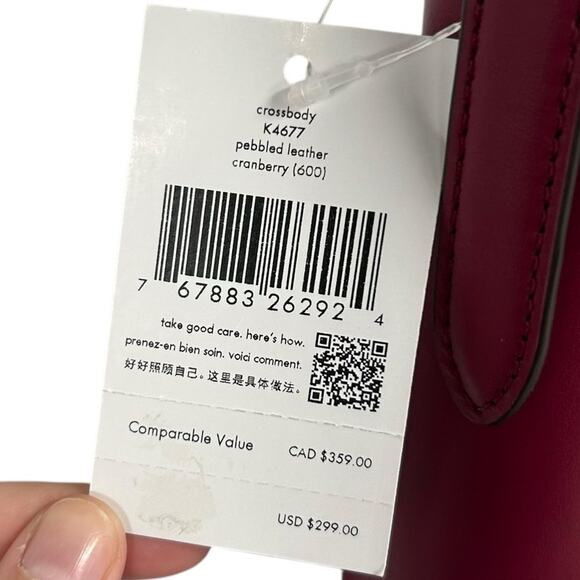 crossbody
K4677
pebbled leather
cranberry (600)
7 67883 26292 4
take good care. here's how.
prenez-en bien soin. voici comment.
好好照顾自己。这里是具体做法。
Comparable Value CAD $359.00
USD $299.00